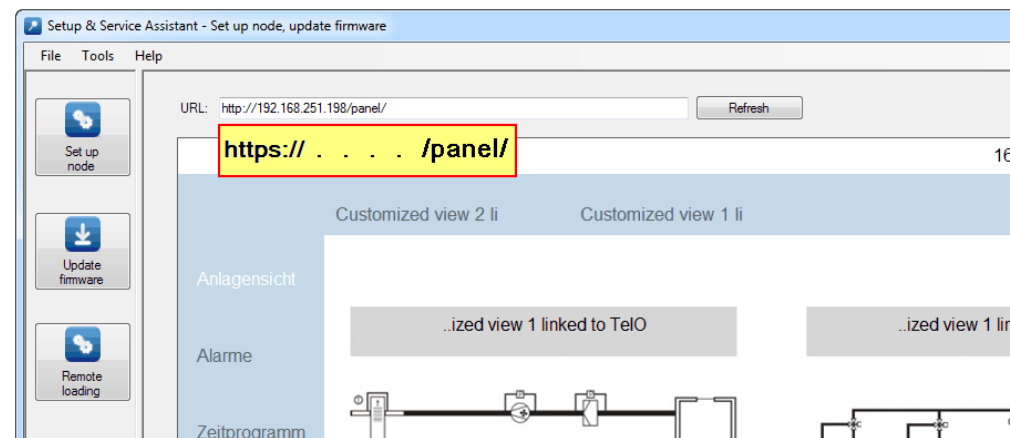 Setup & Service Assistant - Set up node, update firmware
File Tools Help
URL: http://192.168.251.198/panel/ Refresh
https:// . . . . /panel/
16
Set up
node
Customized view 2 li Customized view 1 li
Update
firmware
Anlagensicht
..ized view 1 linked to TelO ..ized view 1 lin
Alarme
Remote
loading
Zeitprogramm